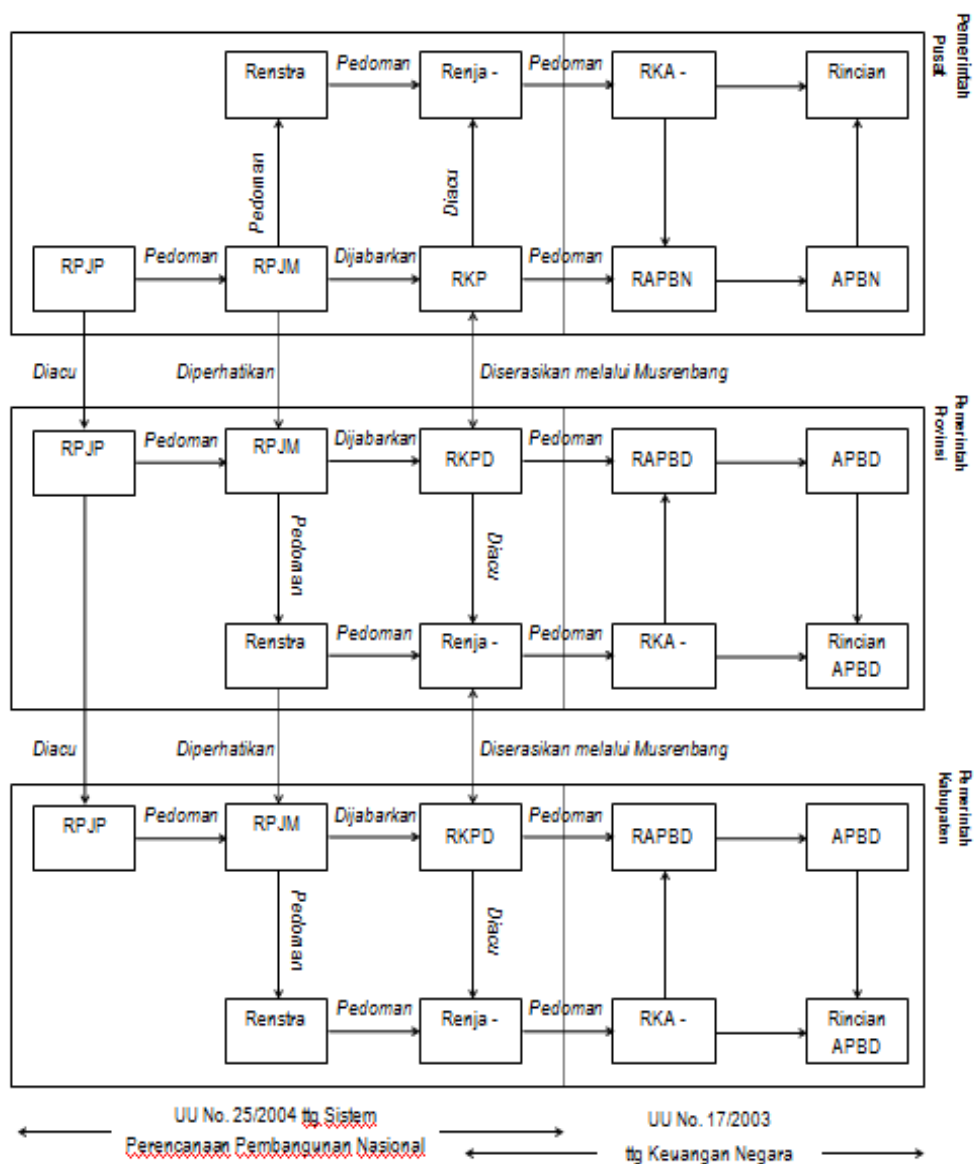 Pemerintah
Pusat
Renstra
Pedoman
Renja -
Pedoman
RKA -
Rincian
Pedoman
Diacu
RPJP
Pedoman
RPJM
Dijabarkan
RKP
Pedoman
RAPBN
APBN
Diacu
Diperhatikan
Diserasikan melalui Musrenbang
Pemerintah
Provinsi
RPJP
Pedoman
RPJM
Dijabarkan
RKPD
Pedoman
RAPBD
APBD
Pedoman
Diacu
Renstra
Pedoman
Renja -
Pedoman
RKA -
Rincian
APBD
Diacu
Diperhatikan
Diserasikan melalui Musrenbang
Pemerintah
Kabupaten
RPJP
Pedoman
RPJM
Dijabarkan
RKPD
Pedoman
RAPBD
APBD
Pedoman
Diacu
Renstra
Pedoman
Renja -
Pedoman
RKA -
Rincian
APBD
UU No. 25/2004 ttg Sistem
Perencanaan Pembangunan Nasional
UU No. 17/2003
ttg Keuangan Negara